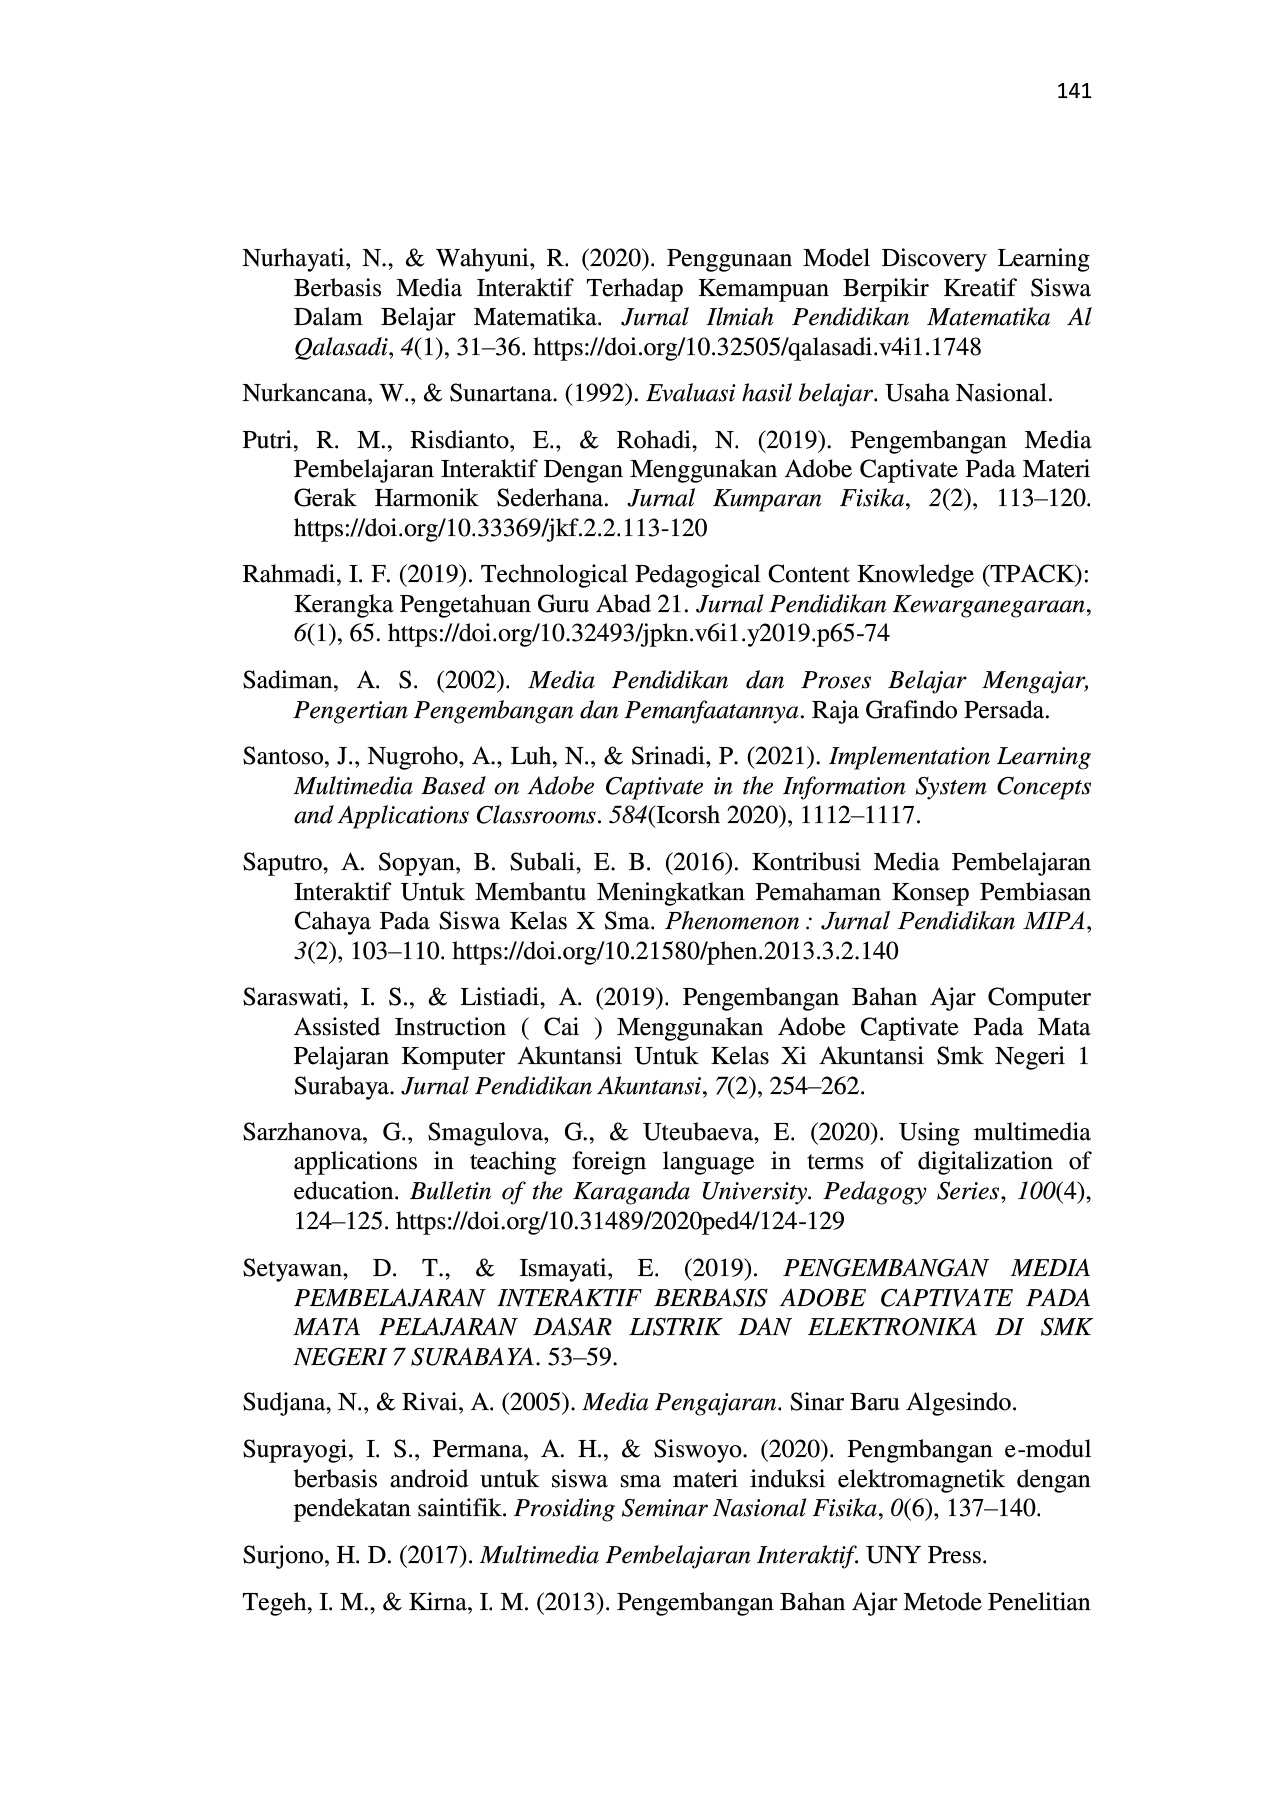 141
Nurhayati, N., & Wahyuni, R. (2020). Penggunaan Model Discovery Learning
Berbasis Media Interaktif Terhadap Kemampuan Berpikir Kreatif Siswa
Dalam Belajar Matematika. Jurnal Ilmiah Pendidikan Matematika Al
Qalasadi, 4(1), 31–36. https://doi.org/10.32505/qalasadi.v4i1.1748
Nurkancana, W., & Sunartana. (1992). Evaluasi hasil belajar. Usaha Nasional.
Putri, R. M., Risdianto, E., & Rohadi, N. (2019). Pengembangan Media
Pembelajaran Interaktif Dengan Menggunakan Adobe Captivate Pada Materi
Gerak Harmonik Sederhana. Jurnal Kumparan Fisika, 2(2), 113–120.
https://doi.org/10.33369/jkf.2.2.113-120
Rahmadi, I. F. (2019). Technological Pedagogical Content Knowledge (TPACK):
Kerangka Pengetahuan Guru Abad 21. Jurnal Pendidikan Kewarganegaraan,
6(1), 65. https://doi.org/10.32493/jpkn.v6i1.y2019.p65-74
Sadiman, A. S. (2002). Media Pendidikan dan Proses Belajar Mengajar,
Pengertian Pengembangan dan Pemanfaatannya. Raja Grafindo Persada.
Santoso, J., Nugroho, A., Luh, N., & Srinadi, P. (2021). Implementation Learning
Multimedia Based on Adobe Captivate in the Information System Concepts
and Applications Classrooms. 584(Icorsh 2020), 1112–1117.
Saputro, A. Sopyan, B. Subali, E. B. (2016). Kontribusi Media Pembelajaran
Interaktif Untuk Membantu Meningkatkan Pemahaman Konsep Pembiasan
Cahaya Pada Siswa Kelas X Sma. Phenomenon : Jurnal Pendidikan MIPA,
3(2), 103–110. https://doi.org/10.21580/phen.2013.3.2.140
Saraswati, I. S., & Listiadi, A. (2019). Pengembangan Bahan Ajar Computer
Assisted Instruction ( Cai ) Menggunakan Adobe Captivate Pada Mata
Pelajaran Komputer Akuntansi Untuk Kelas Xi Akuntansi Smk Negeri 1
Surabaya. Jurnal Pendidikan Akuntansi, 7(2), 254–262.
Sarzhanova, G., Smagulova, G., & Uteubaeva, E. (2020). Using multimedia
applications in teaching foreign language in terms of digitalization of
education. Bulletin of the Karaganda University. Pedagogy Series, 100(4),
124–125. https://doi.org/10.31489/2020ped4/124-129
Setyawan, D. T., & Ismayati, E. (2019). PENGEMBANGAN MEDIA
PEMBELAJARAN INTERAKTIF BERBASIS ADOBE CAPTIVATE PADA
MATA PELAJARAN DASAR LISTRIK DAN ELEKTRONIKA DI SMK
NEGERI 7 SURABAYA. 53–59.
Sudjana, N., & Rivai, A. (2005). Media Pengajaran. Sinar Baru Algesindo.
Suprayogi, I. S., Permana, A. H., & Siswoyo. (2020). Pengmbangan e-modul
berbasis android untuk siswa sma materi induksi elektromagnetik dengan
pendekatan saintifik. Prosiding Seminar Nasional Fisika, 0(6), 137–140.
Surjono, H. D. (2017). Multimedia Pembelajaran Interaktif. UNY Press.
Tegeh, I. M., & Kirna, I. M. (2013). Pengembangan Bahan Ajar Metode Penelitian